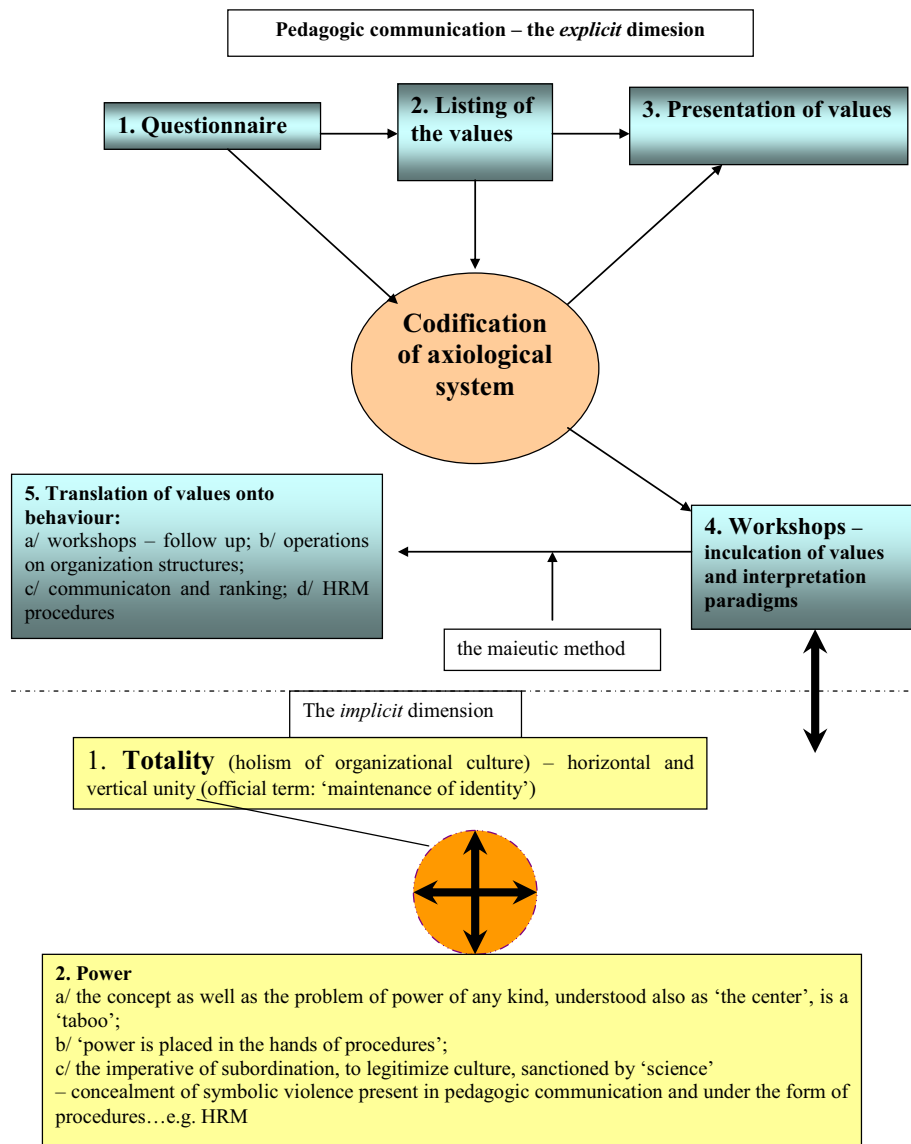 Pedagogic communication – the explicit dimesion
1. Questionnaire
2. Listing of
the values
3. Presentation of values
Codification
of axiological
system
5. Translation of values onto
behaviour:
a/ workshops – follow up; b/ operations
on organization structures;
c/ communicaton and ranking; d/ HRM
procedures
4. Workshops –
inculcation of values
and interpretation
paradigms
the maieutic method
The implicit dimension
1. Totality (holism of organizational culture) – horizontal and
vertical unity (official term: ‘maintenance of identity’)
2. Power
a/ the concept as well as the problem of power of any kind, understood also as ‘the center’, is a
‘taboo’;
b/ ‘power is placed in the hands of procedures’;
c/ the imperative of subordination, to legitimize culture, sanctioned by ‘science’
– concealment of symbolic violence present in pedagogic communication and under the form of
procedures…e.g. HRM